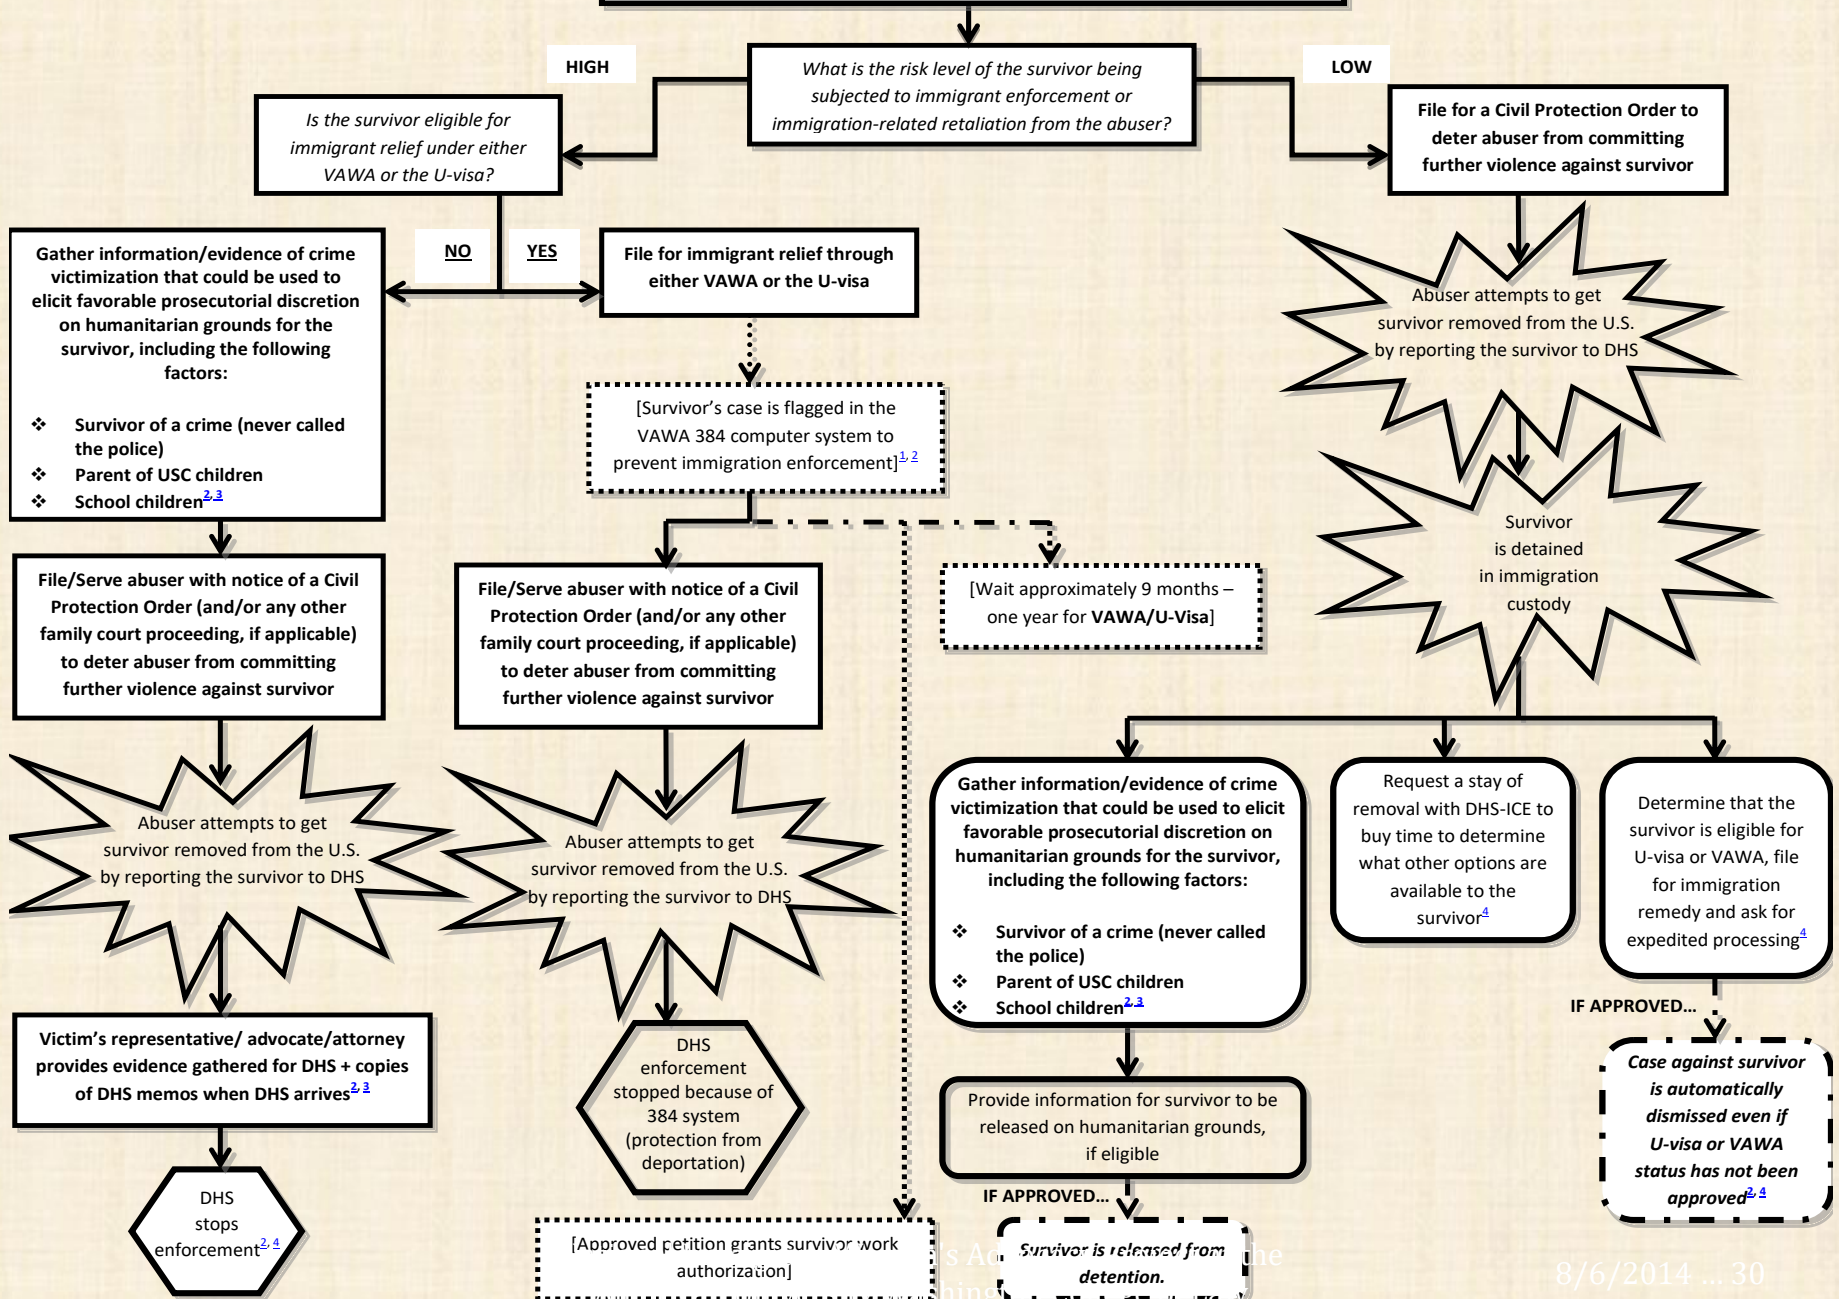 HIGH
What is the risk level of the survivor being
subjected to immigrant enforcement or
immigration-related retaliation from the abuser?
LOW
Is the survivor eligible for
immigrant relief under either
VAWA or the U-visa?
File for a Civil Protection Order to
deter abuser from committing
further violence against survivor
NO
YES
Gather information/evidence of crime
victimization that could be used to
elicit favorable prosecutorial discretion
on humanitarian grounds for the
survivor, including the following
factors:
❖ Survivor of a crime (never called
the police)
❖ Parent of USC children
❖ School children2, 3
File for immigrant relief through
either VAWA or the U-visa
Abuser attempts to get
survivor removed from the U.S.
by reporting the survivor to DHS
[Survivor’s case is flagged in the
VAWA 384 computer system to
prevent immigration enforcement]1, 2
Survivor
is detained
in immigration
custody
File/Serve abuser with notice of a Civil
Protection Order (and/or any other
family court proceeding, if applicable)
to deter abuser from committing
further violence against survivor
File/Serve abuser with notice of a Civil
Protection Order (and/or any other
family court proceeding, if applicable)
to deter abuser from committing
further violence against survivor
[Wait approximately 9 months –
one year for VAWA/U-Visa]
Abuser attempts to get
survivor removed from the U.S.
by reporting the survivor to DHS
Abuser attempts to get
survivor removed from the U.S.
by reporting the survivor to DHS
Gather information/evidence of crime
victimization that could be used to elicit
favorable prosecutorial discretion on
humanitarian grounds for the survivor,
including the following factors:
❖ Survivor of a crime (never called
the police)
❖ Parent of USC children
❖ School children2, 3
Request a stay of
removal with DHS-ICE to
buy time to determine
what other options are
available to the
survivor4
Determine that the
survivor is eligible for
U-visa or VAWA, file
for immigration
remedy and ask for
expedited processing4
IF APPROVED…
Victim’s representative/ advocate/attorney
provides evidence gathered for DHS + copies
of DHS memos when DHS arrives2, 3
DHS
enforcement
stopped because of
384 system
(protection from
deportation)
Provide information for survivor to be
released on humanitarian grounds,
if eligible
Case against survivor
is automatically
dismissed even if
U-visa or VAWA
status has not been
approved2, 4
DHS
stops
enforcement2, 4
IF APPROVED…
[Approved petition grants survivor work
authorization]
Survivor is released from
detention.
the
8/6/2014 ... 30